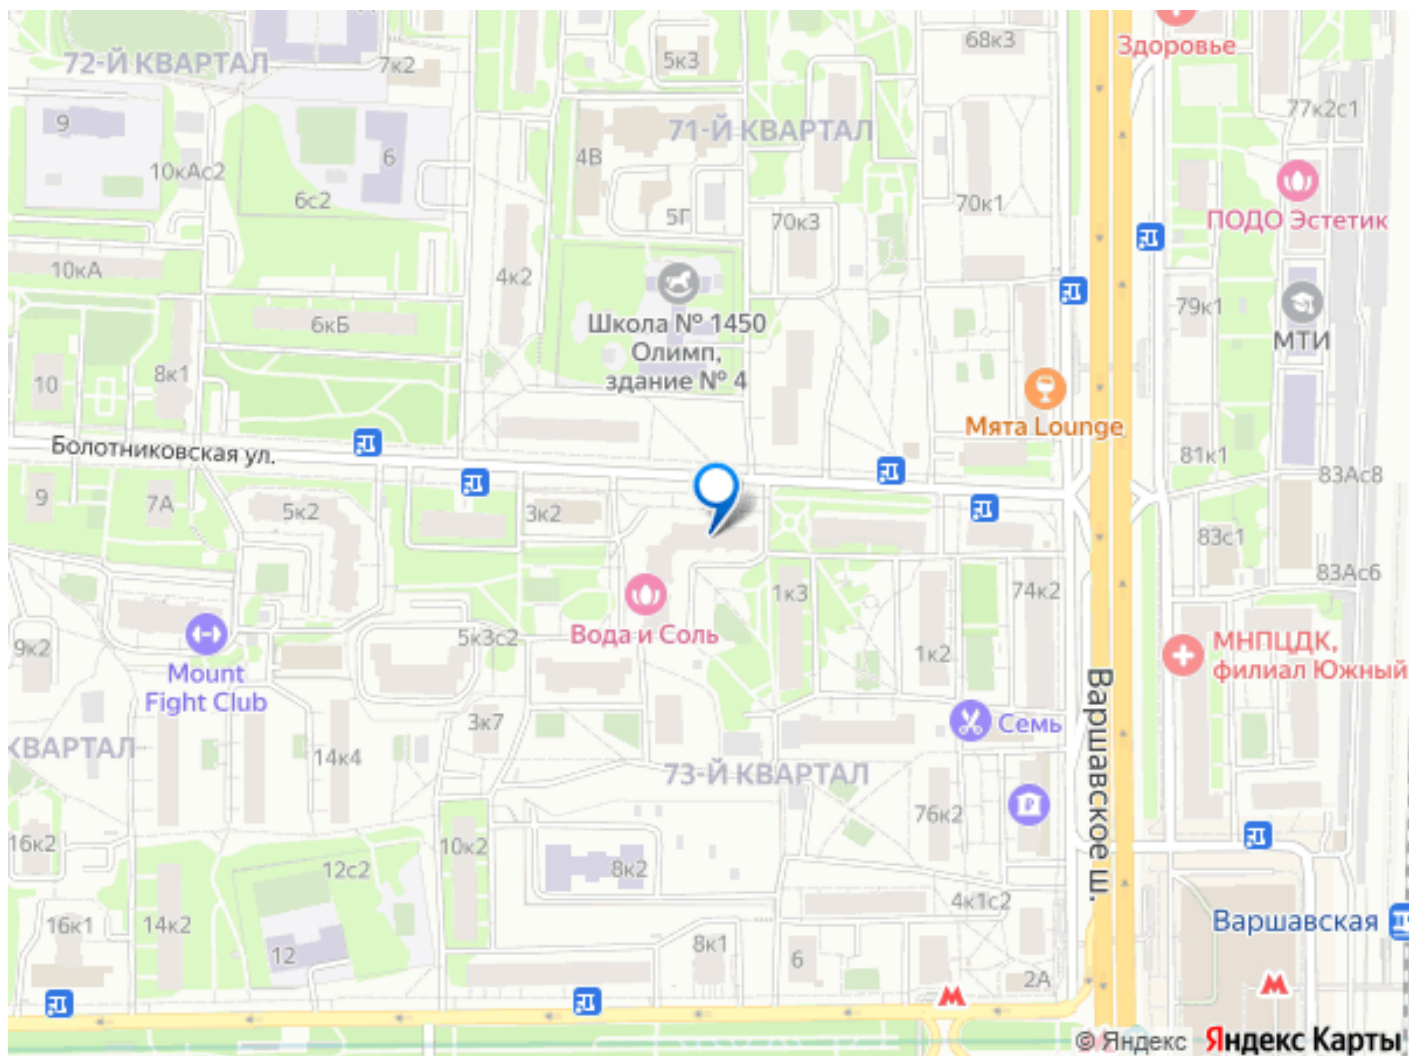 68к3
Здоровье
72-Й КВАРТАЛ
7к2
5к3
77к2с1
9
71-Й КВАРТАЛ
6
4В
10кАс2
6с2
5Г
70к3
70к1
ПОДО Эстетик
10кА
4к2
6кБ
Школа № 1450
Олимп,
здание № 4
79к1
МТИ
10
8к1
Мята Lounge
Болотниковская ул.
81к1
83Ас8
9
7А
5к2
3к2
83с1
83Ас6
1к3
74к2
Вода и Соль
5к3с2
9к2
1к2
МНПЦДК,
филиал Южный
Mount
Fight Club
Варшавское ш.
3к7
Семь
КВАРТАЛ
14к4
73-Й КВАРТАЛ
76к2
16к2
10к2
12с2
8к2
4к1с2
16к1
14к2
Варшавская
12
8к1
6
2А
© Яндекс Яндекс Карты